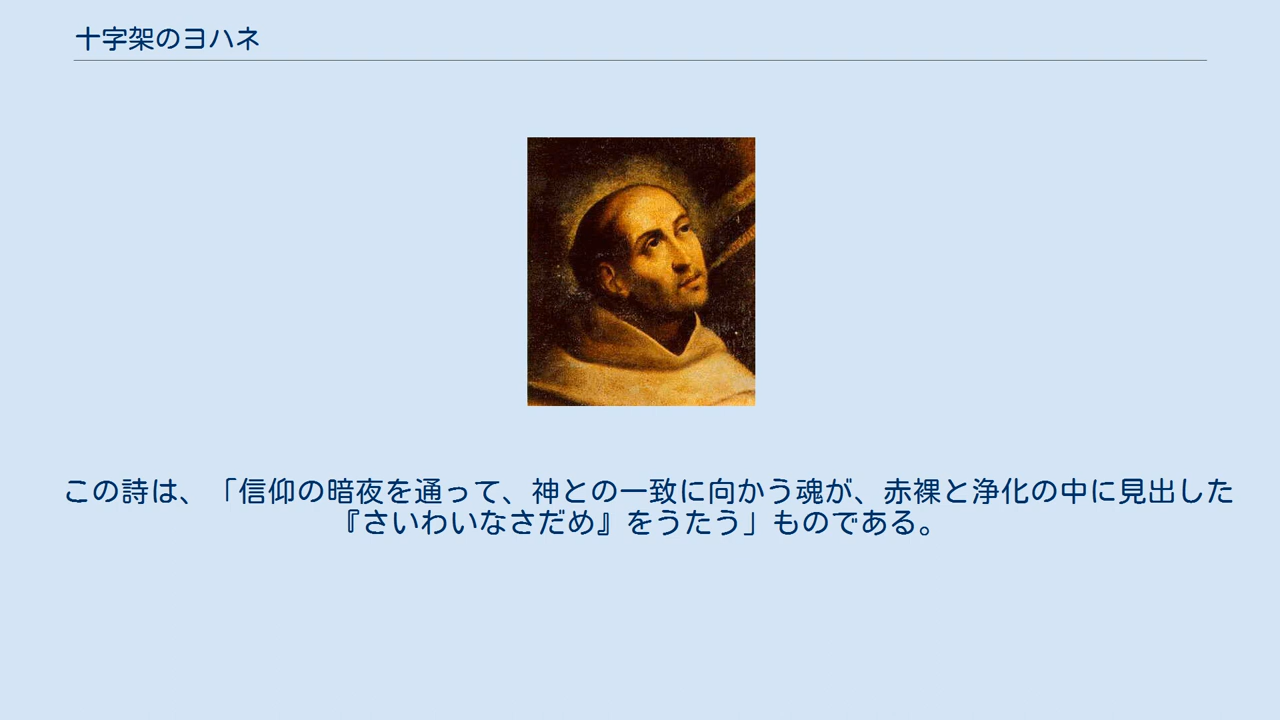 十字架のヨハネ
この詩は、「信仰の暗夜を通って、神との一致に向かう魂が、赤裸と浄化の中に見出した
『さいわいなさだめ』をうたう」ものである。